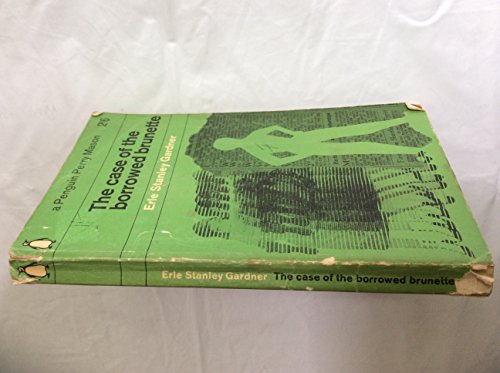 a Penguin Perry Mason 2'6
The case of the
borrowed brunette
Erle Stanley Gardner
Erle Stanley Gardner The case of the borrowed brunette